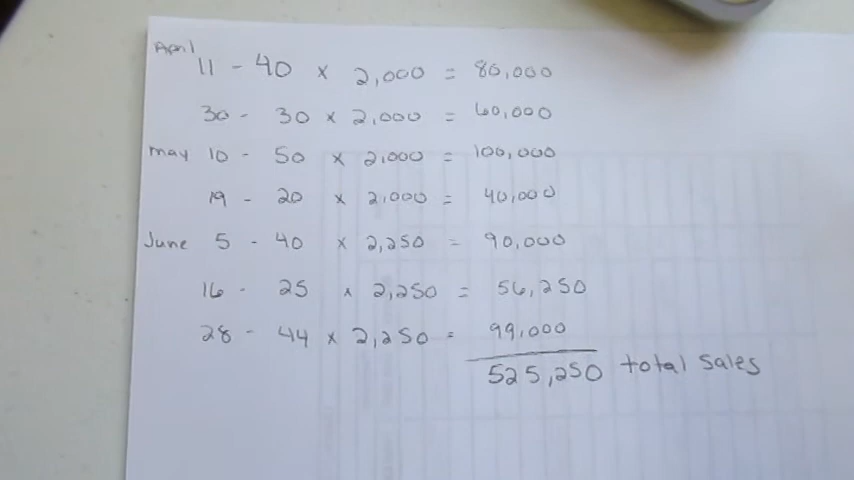 April 11 - 40 x 2,000 = 80,000
30 - 30 x 2,000 = 60,000
may 10 - 50 x 2,000 = 100,000
19 - 20 x 2,000 = 40,000
June 5 - 40 x 2,250 = 90,000
16 - 25 x 2,250 = 56,250
28 - 44 x 2,250 = 99,000
525,250 total sales